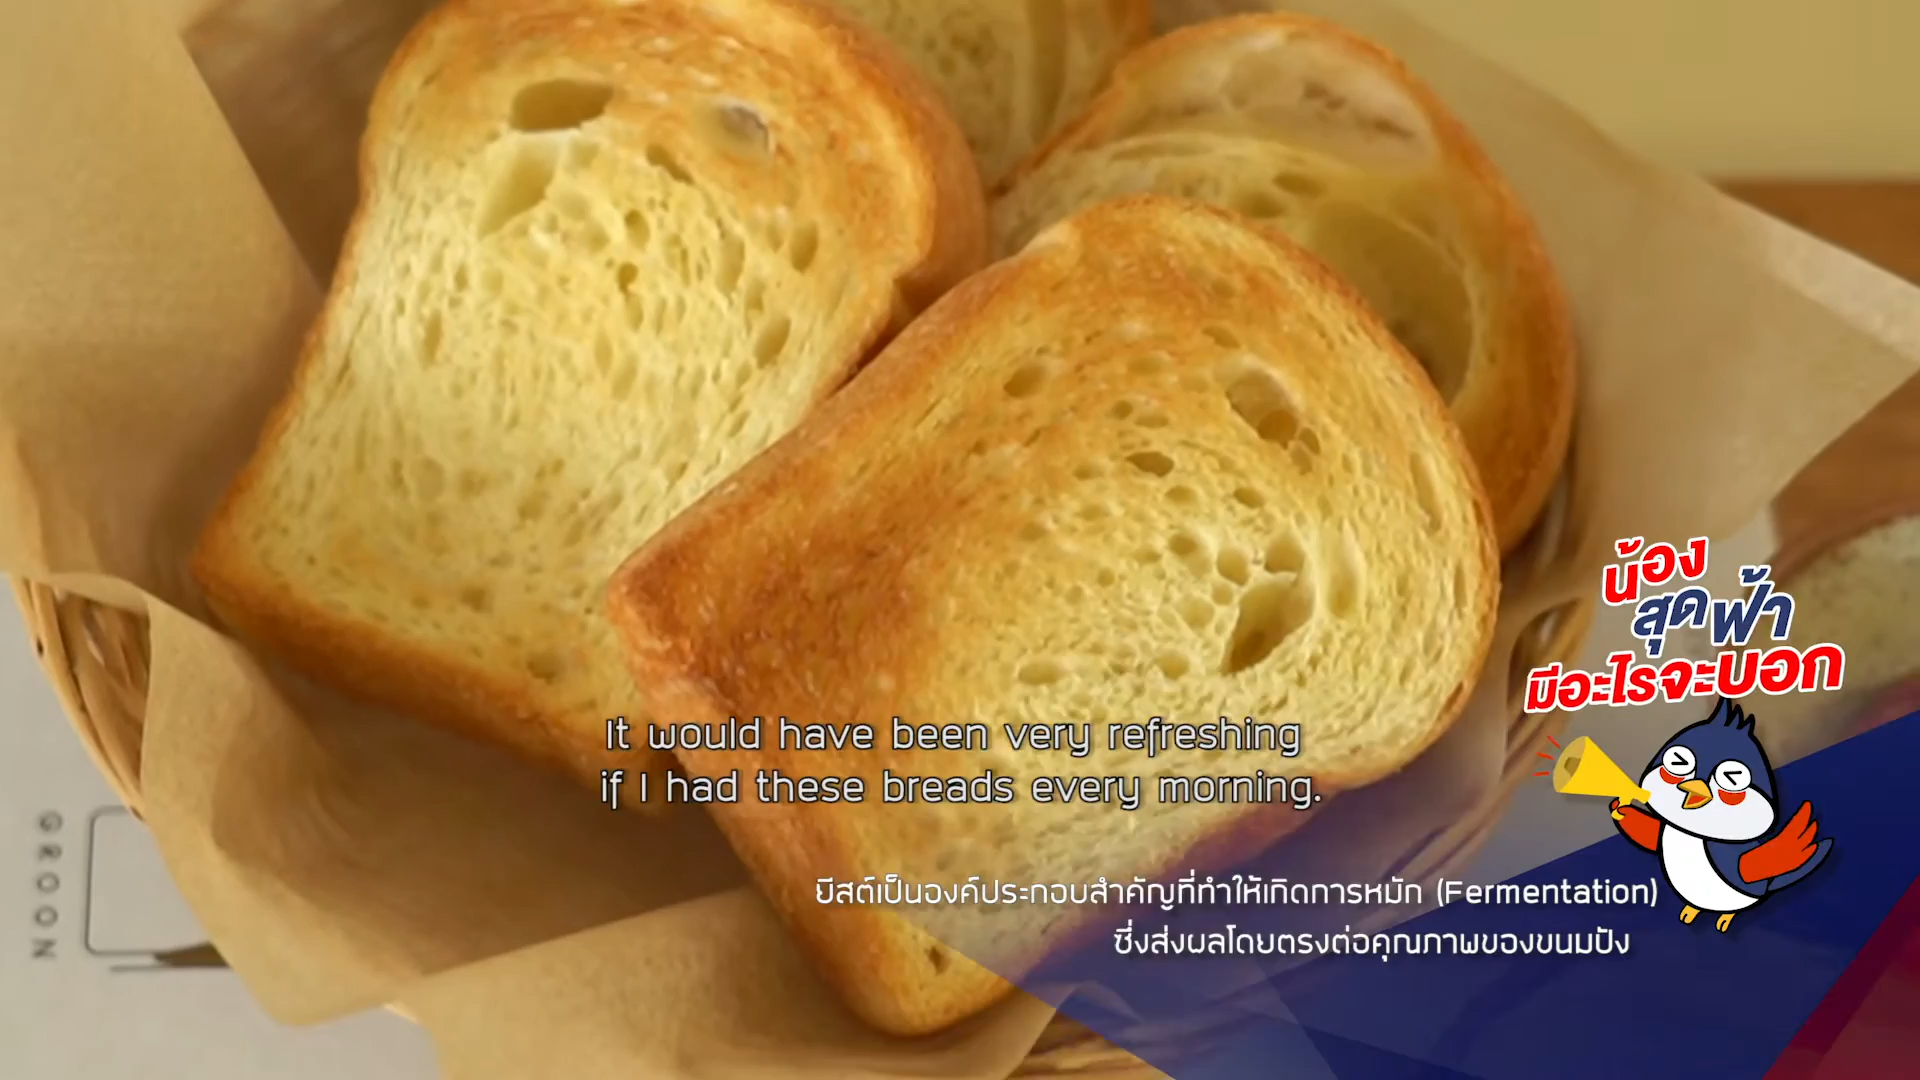 น้อง
สุดฟ้า
มีอะไรจะบอก
It would have been very refreshing
if I had these breads every morning.
ยีสต์เป็นองค์ประกอบสำคัญที่ทำให้เกิดการหมัก (Fermentation)
ซึ่งส่งผลโดยตรงต่อคุณภาพของขนมปัง
GROON